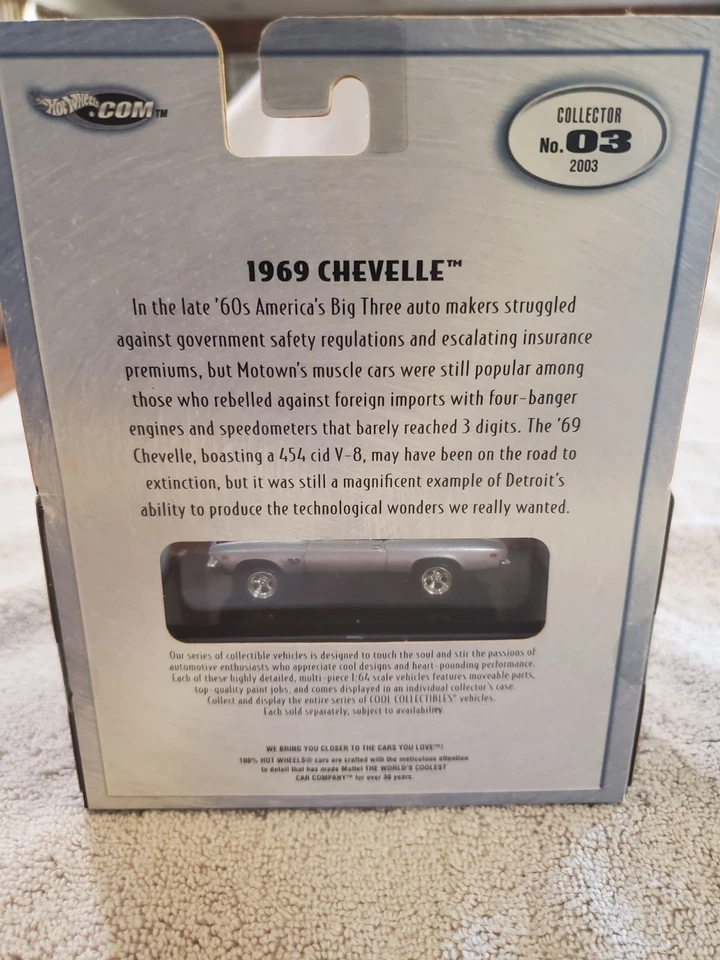 Hot Wheels.COM™
COLLECTOR
No. 03
2003
1969 CHEVELLE™
In the late '60s America's Big Three auto makers struggled
against government safety regulations and escalating insurance
premiums, but Motown's muscle cars were still popular among
those who rebelled against foreign imports with four-banger
engines and speedometers that barely reached 3 digits. The '69
Chevelle, boasting a 454 cid V-8, may have been on the road to
extinction, but it was still a magnificent example of Detroit's
ability to produce the technological wonders we really wanted.
Our series of collectible vehicles is designed to touch the soul and stir the passions of
automotive enthusiasts who appreciate cool designs and heart-pounding performance.
Each of these highly detailed, multi-piece 1:64 scale vehicles features moveable parts,
top-quality paint jobs, and comes displayed in an individual collector's case.
Collect and display the entire series of COOL COLLECTIBLES® vehicles.
Each sold separately, subject to availability.
WE BRING YOU CLOSER TO THE CARS YOU LOVE™!
100% HOT WHEELS® cars are crafted with the meticulous attention
to detail that has made Mattel THE WORLD'S COOLEST
CAR COMPANY™ for over 30 years.